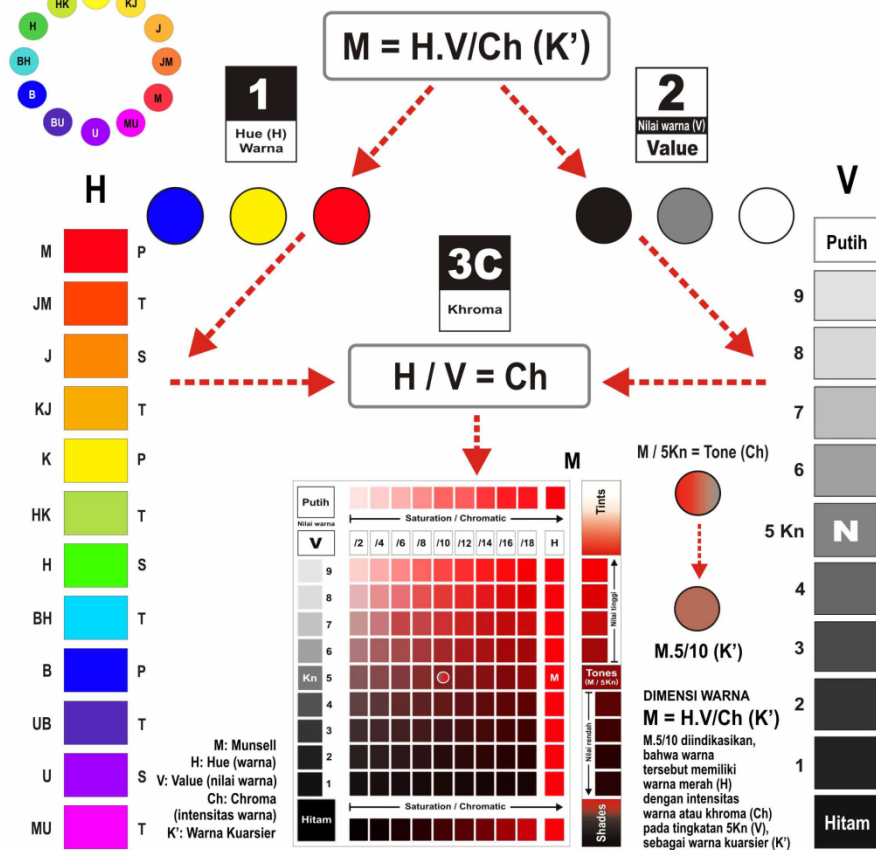 HK
KJ
H
J
BH
JM
B
M
BU
U
MU
M = H.V/Ch (K’)
1
Hue (H)
Warna
2
Nilai warna (V)
Value
H
V
M P
JM T
J S
KJ T
K P
HK T
H S
BH T
B P
UB T
U S
MU T
3C
Khroma
H / V = Ch
Putih
9
8
7
6
5 Kn N
4
3
2
1
Hitam
M / 5Kn = Tone (Ch)
M.5/10 (K’)
M
Putih
Nilai warna
V
Saturation / Chromatic
/2 /4 /6 /8 /10 /12 /14 /16 /18 H
9
8
7
6
Kn 5 M
4
3
2
1
Hitam
Saturation / Chromatic
Tints
Nilai tinggi
Tones
(M / 5Kn)
Nilai rendah
Shades
M: Munsell
H: Hue (warna)
V: Value (nilai warna)
Ch: Chroma
(intensitas warna)
K’: Warna Kuarsier
DIMENSI WARNA
M = H.V/Ch (K’)
M.5/10 diindikasikan,
bahwa warna
tersebut memiliki
warna merah (H)
dengan intensitas
warna atau khroma (Ch)
pada tingkatan 5Kn (V),
sebagai warna kuarsier (K’)